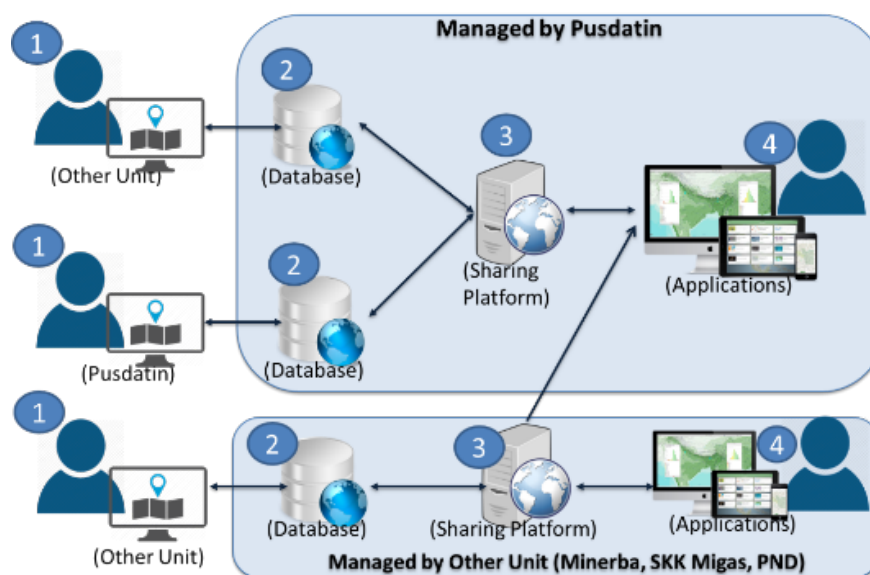 Managed by Pusdatin
1
2
(Other Unit)
(Database)
3
4
(Sharing
Platform)
(Applications)
1
2
(Pusdatin)
(Database)
1
2
3
4
(Other Unit)
(Database)
(Sharing Platform)
(Applications)
Managed by Other Unit (Minerba, SKK Migas, PND)